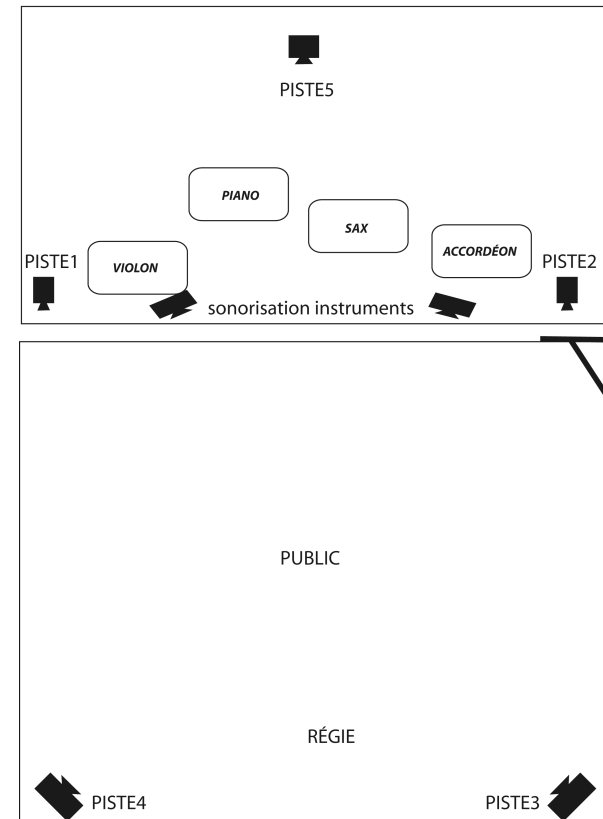 PISTE5
PIANO
SAX
ACCORDÉON
PISTE1
VIOLON
PISTE2
sonorisation instruments
PUBLIC
RÉGIE
PISTE4
PISTE3